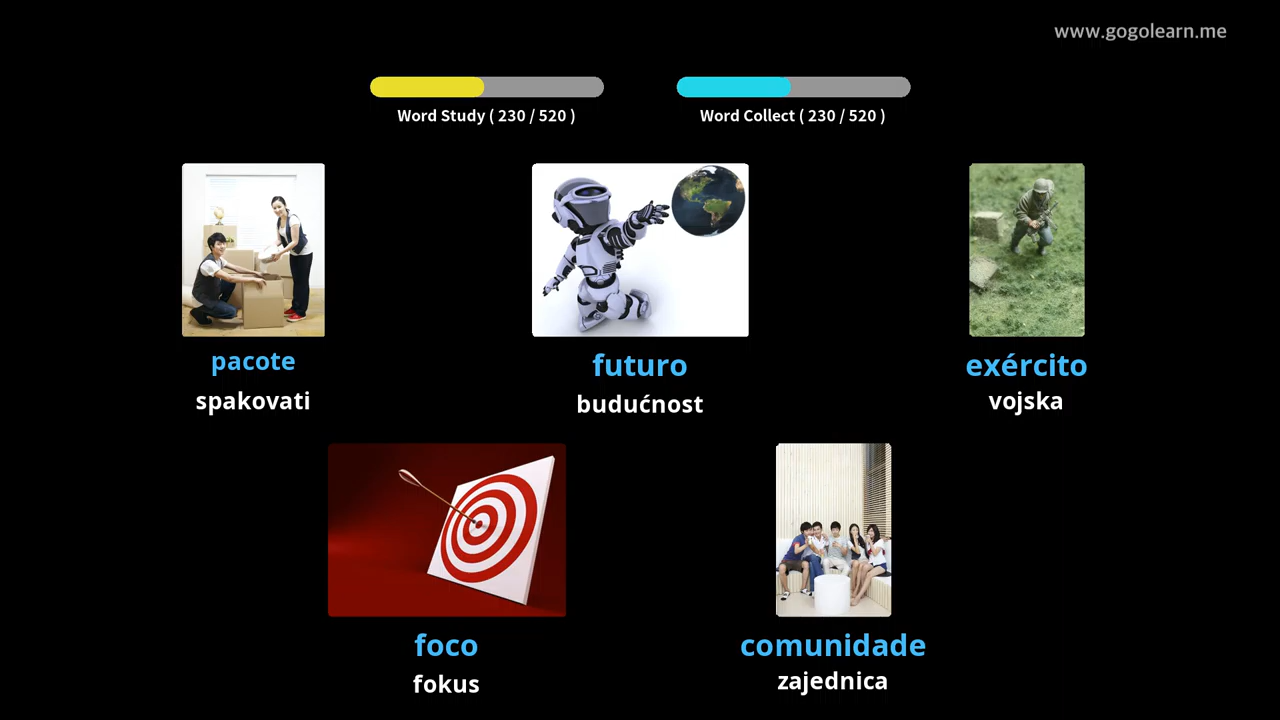 www.gogolearn.me
Word Study ( 230 / 520 )
Word Collect ( 230 / 520 )
pacote
spakovati
futuro
budućnost
exército
vojska
foco
fokus
comunidade
zajednica